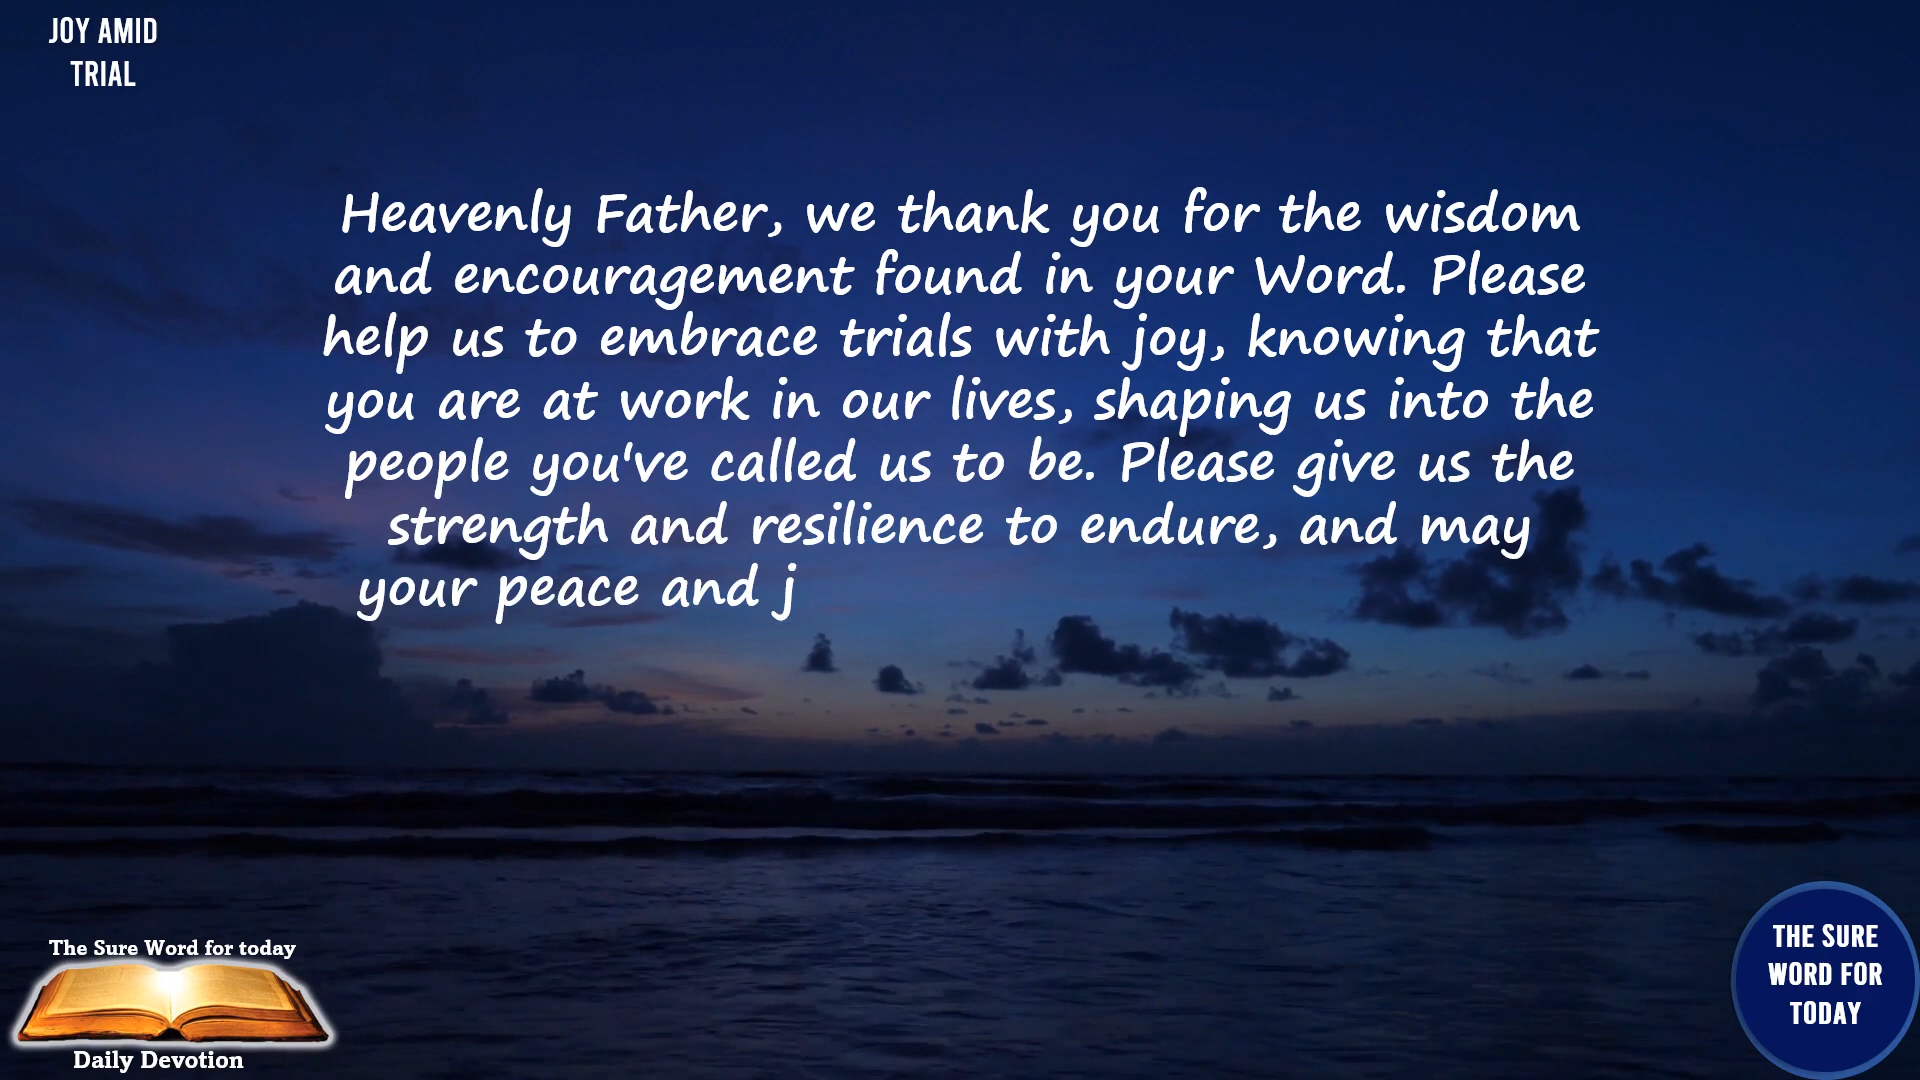 JOY AMID
TRIAL
Heavenly Father, we thank you for the wisdom
and encouragement found in your Word. Please
help us to embrace trials with joy, knowing that
you are at work in our lives, shaping us into the
people you've called us to be. Please give us the
strength and resilience to endure, and may
your peace and j
The Sure Word for today
Daily Devotion
THE SURE
WORD FOR
TODAY